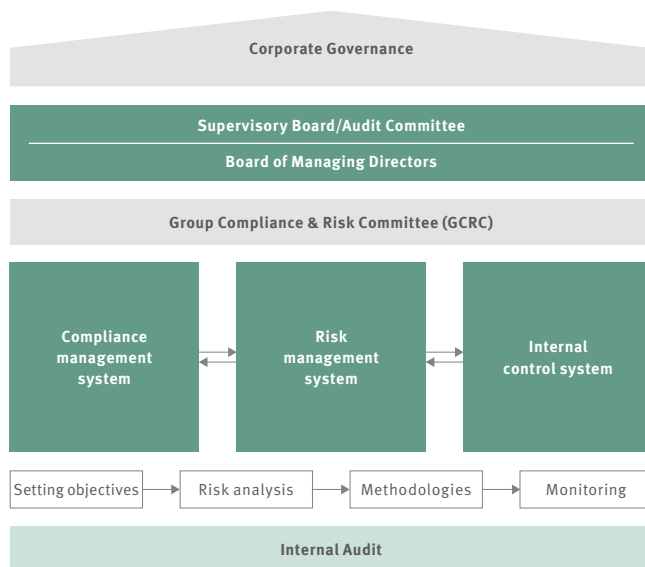 Corporate Governance
Supervisory Board/Audit Committee
Board of Managing Directors
Group Compliance & Risk Committee (GCRC)
Compliance
management
system
Risk
management
system
Internal
control system
Setting objectives
Risk analysis
Methodologies
Monitoring
Internal Audit